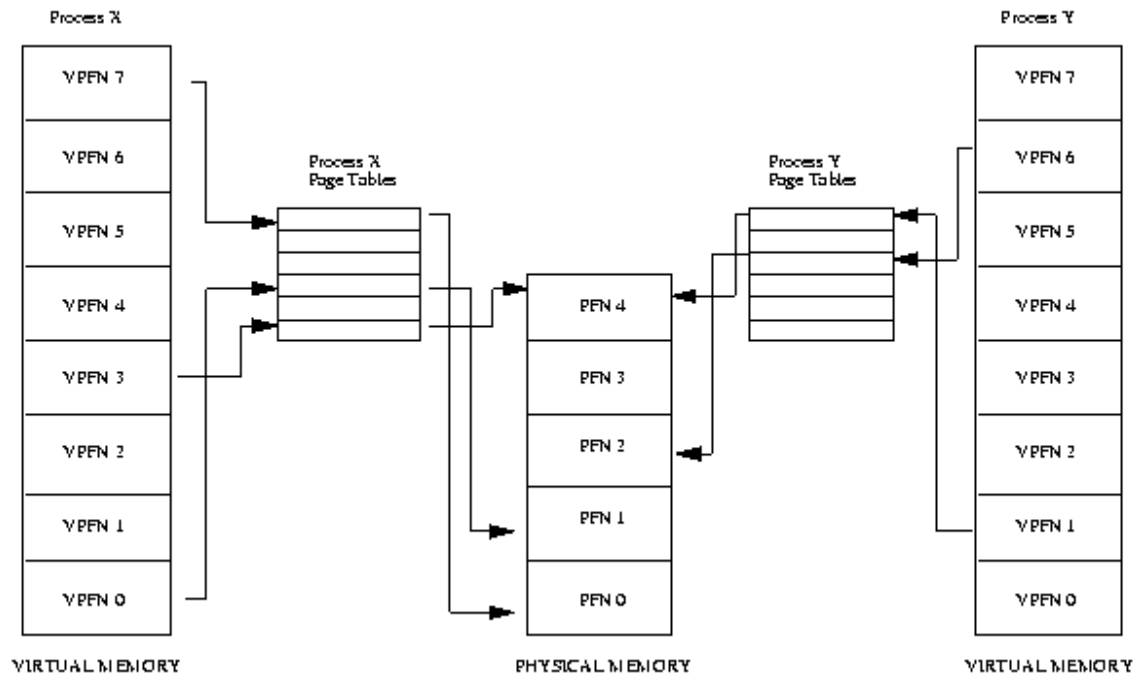 Process X
Process Y
VPFN 7
VPFN 6
VPFN 5
VPFN 4
VPFN 3
VPFN 2
VPFN 1
VPFN 0
VIRTUAL MEMORY
Process X
Page Tables
PFN 4
PFN 3
PFN 2
PFN 1
PFN 0
PHYSICAL MEMORY
Process Y
Page Tables
VPFN 7
VPFN 6
VPFN 5
VPFN 4
VPFN 3
VPFN 2
VPFN 1
VPFN 0
VIRTUAL MEMORY